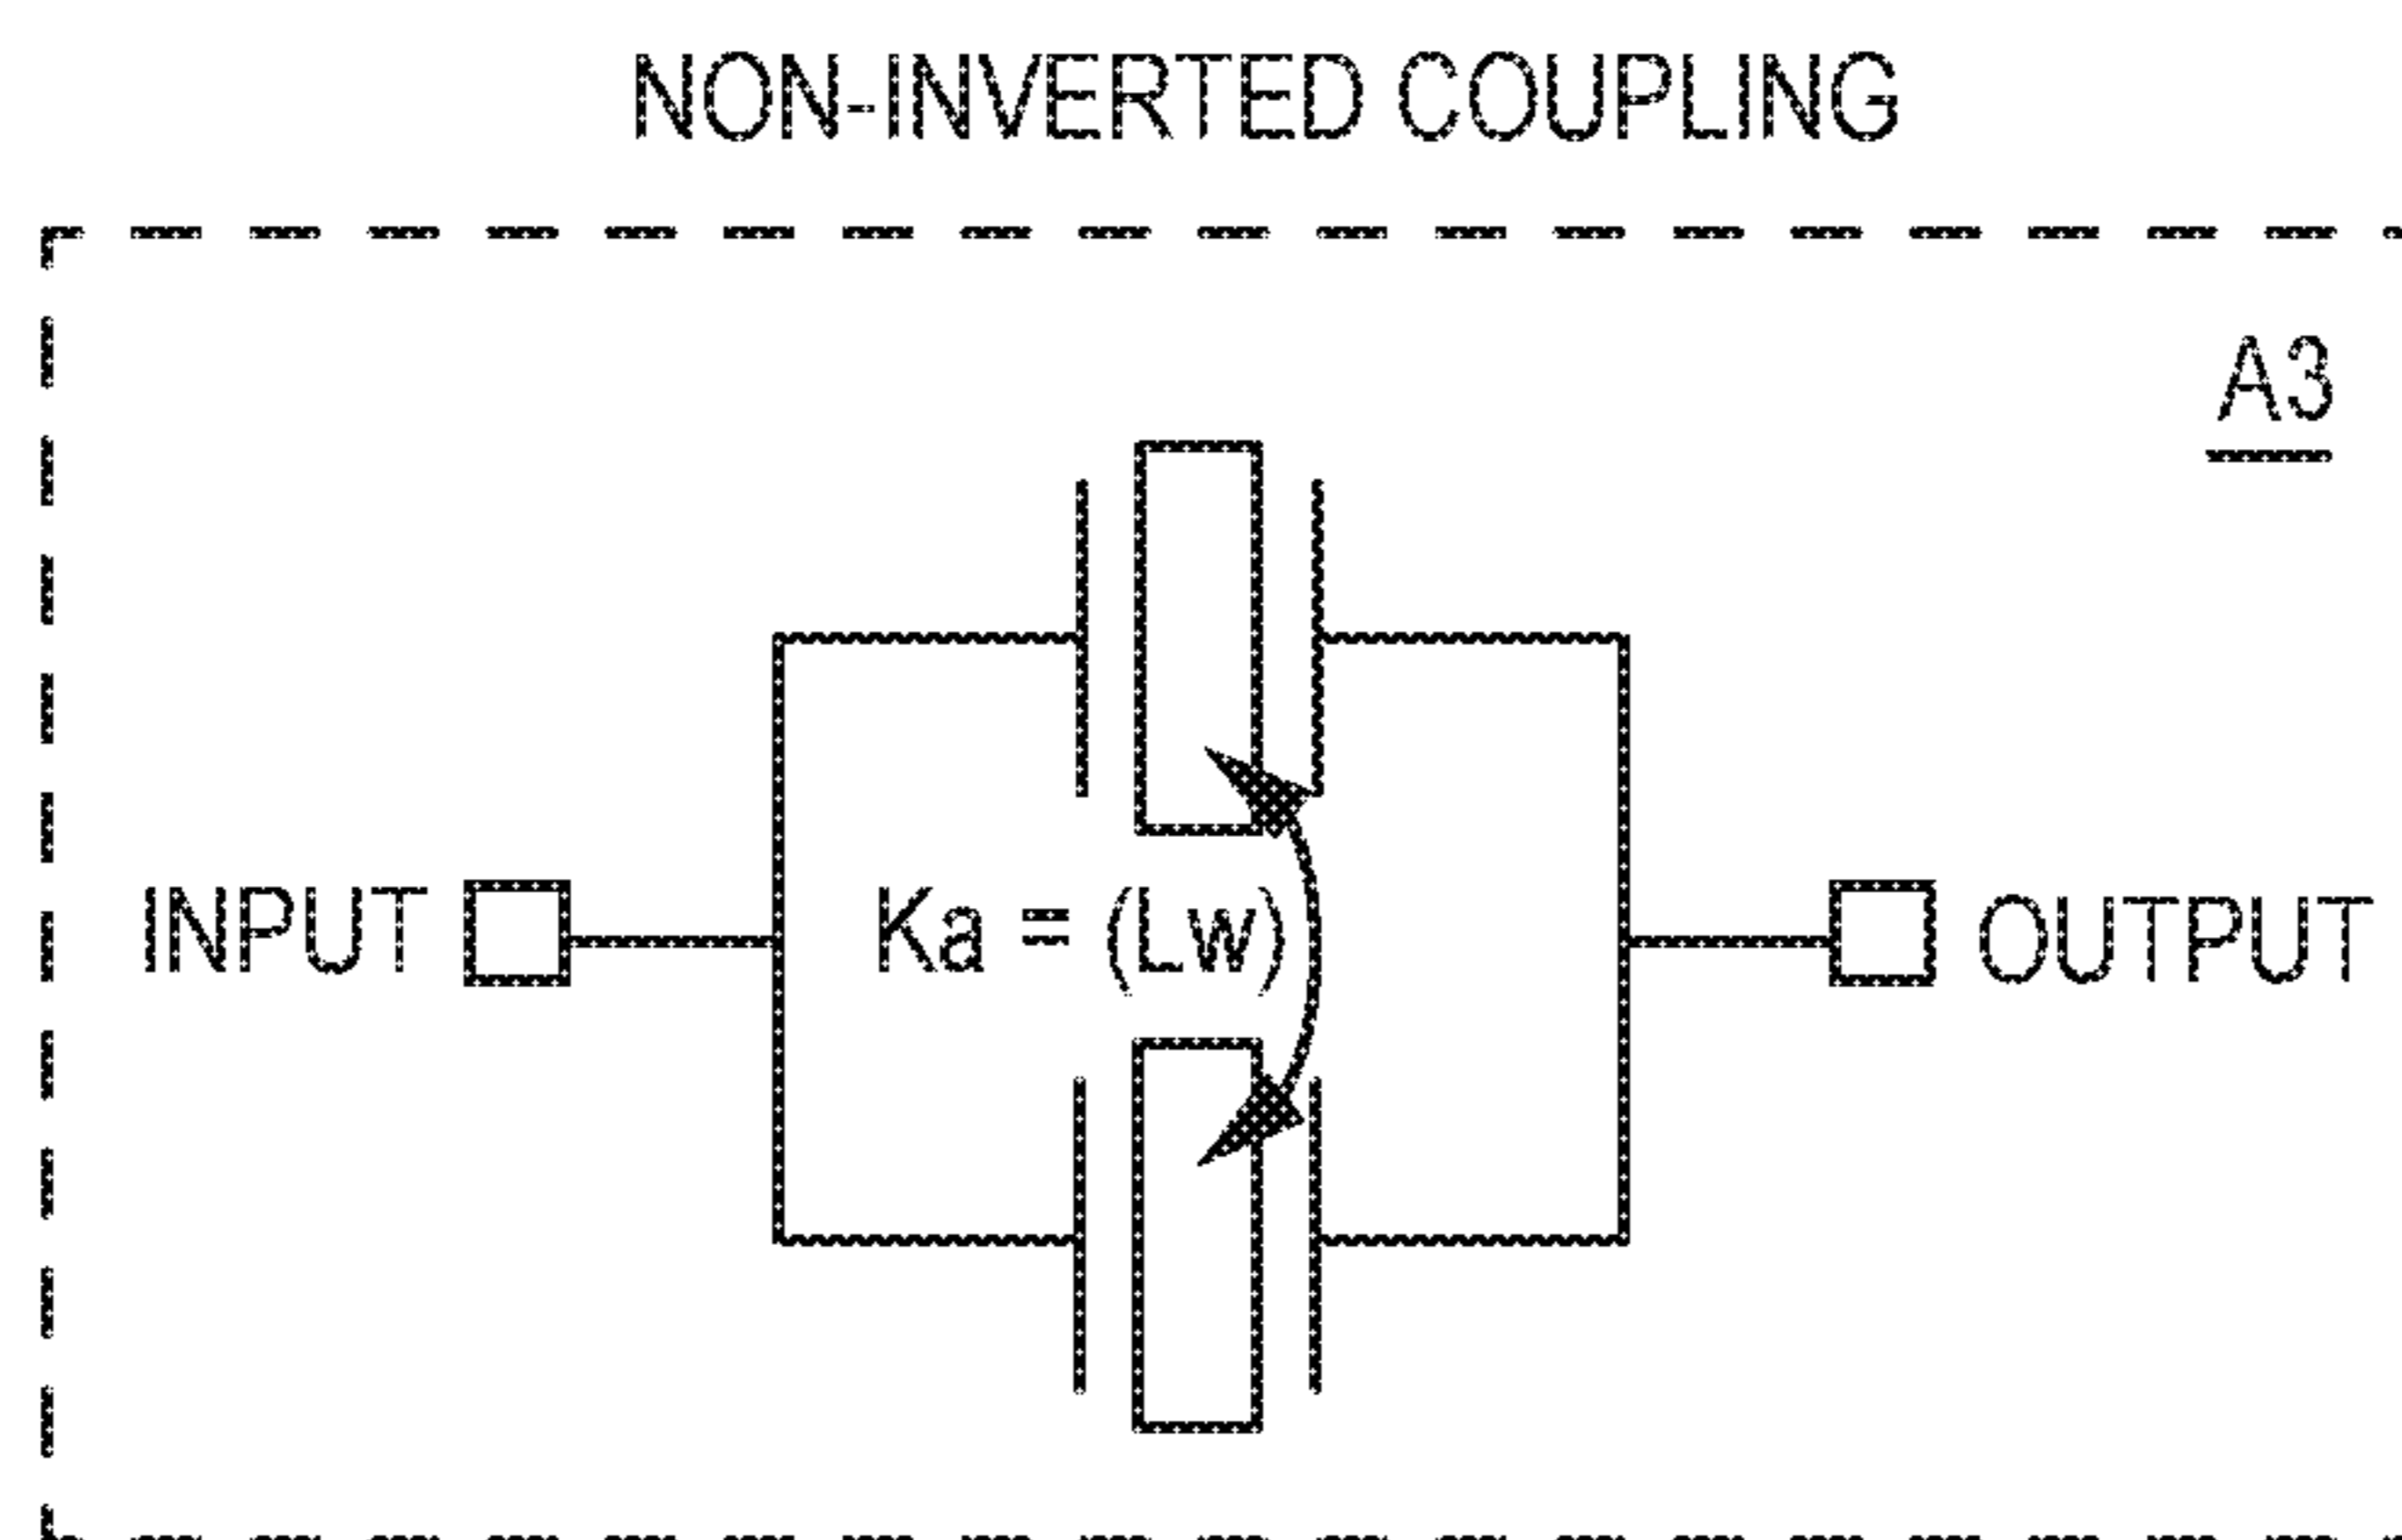 NON-INVERTED COUPLING
A3
INPUT Ka = (Lw) OUTPUT